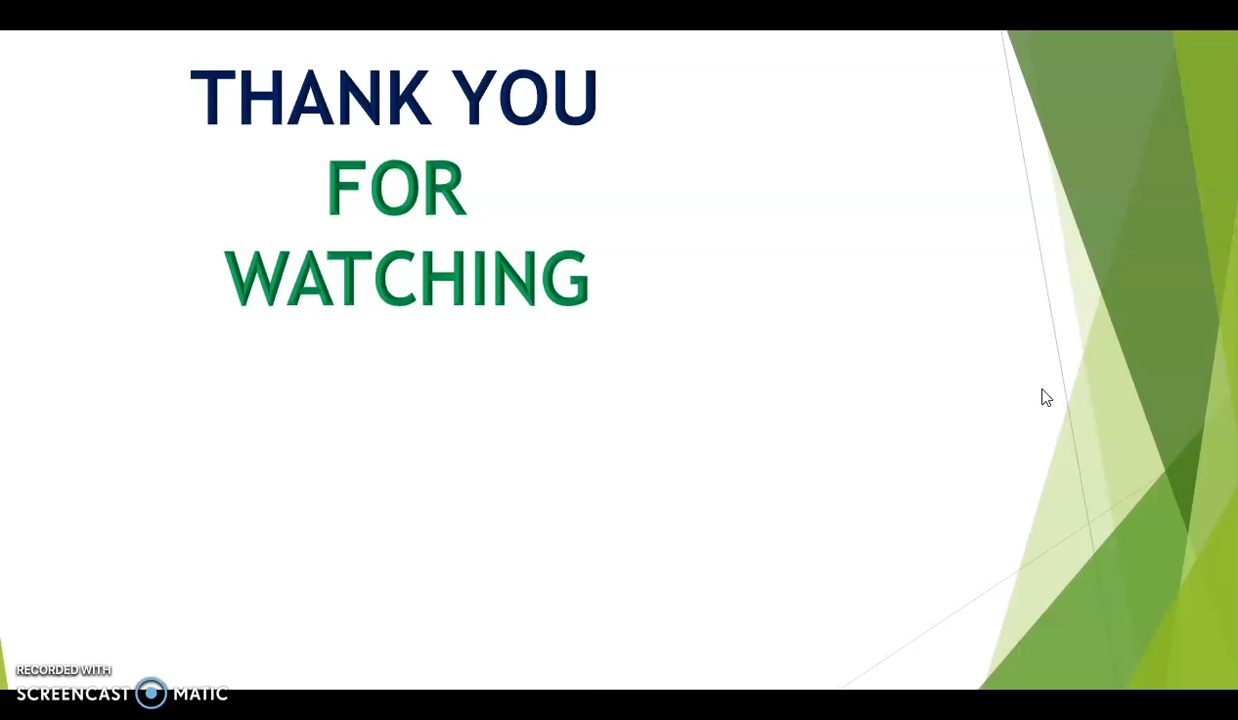 THANK YOU
FOR
WATCHING
RECORDED WITH
SCREENCAST MATIC